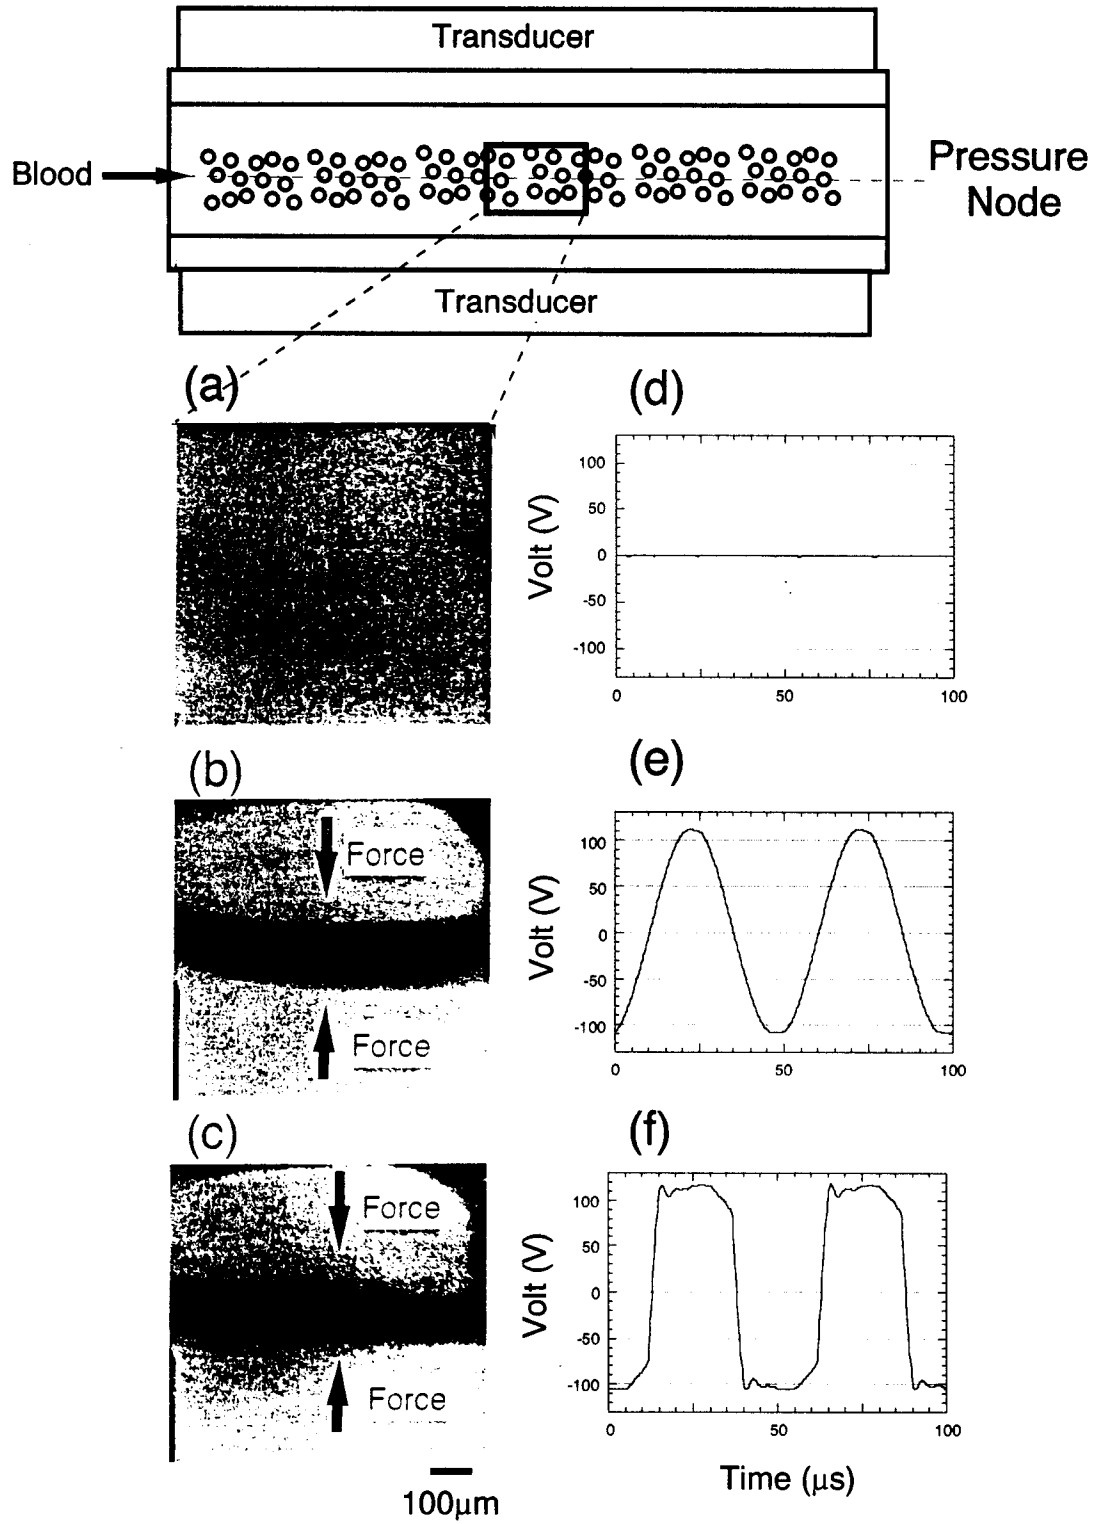 Transducer
Blood
Pressure
Node
Transducer
(a)
(d)
100
50
0
-50
-100
Volt (V)
0
50
100
(b)
Force
Force
(e)
100
50
0
-50
-100
Volt (V)
0
50
100
(c)
Force
Force
100μm
(f)
100
50
0
-50
-100
Volt (V)
0
50
100
Time (μs)